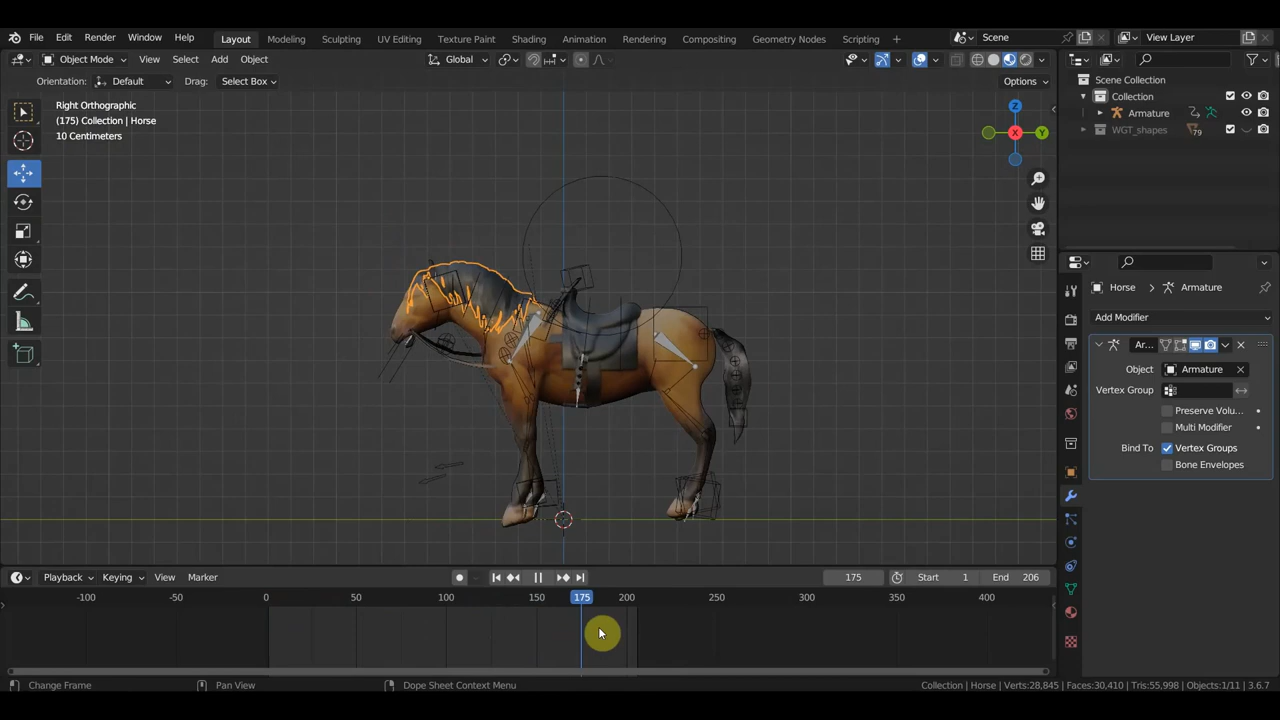 File Edit Render Window Help Layout Modeling Sculpting UV Editing Texture Paint Shading Animation Rendering Compositing Geometry Nodes Scripting + Scene View Layer
Object Mode View Select Add Object Global Options
Orientation: Default Drag: Select Box
Right Orthographic
(175) Collection | Horse
10 Centimeters
Z
X
Y
Scene Collection
Collection
Armature
WGT_shapes 79
Horse > Armature
Add Modifier
Ar...
Object Armature
Vertex Group
Preserve Volu...
Multi Modifier
Bind To Vertex Groups
Bone Envelopes
Playback Keying View Marker 175 Start 1 End 206
-100 -50 0 50 100 150 175 200 250 300 350 400
Change Frame Pan View Dope Sheet Context Menu Collection | Horse | Verts:28,845 | Faces:30,410 | Tris:55,998 | Objects:1/11 | 3.6.7